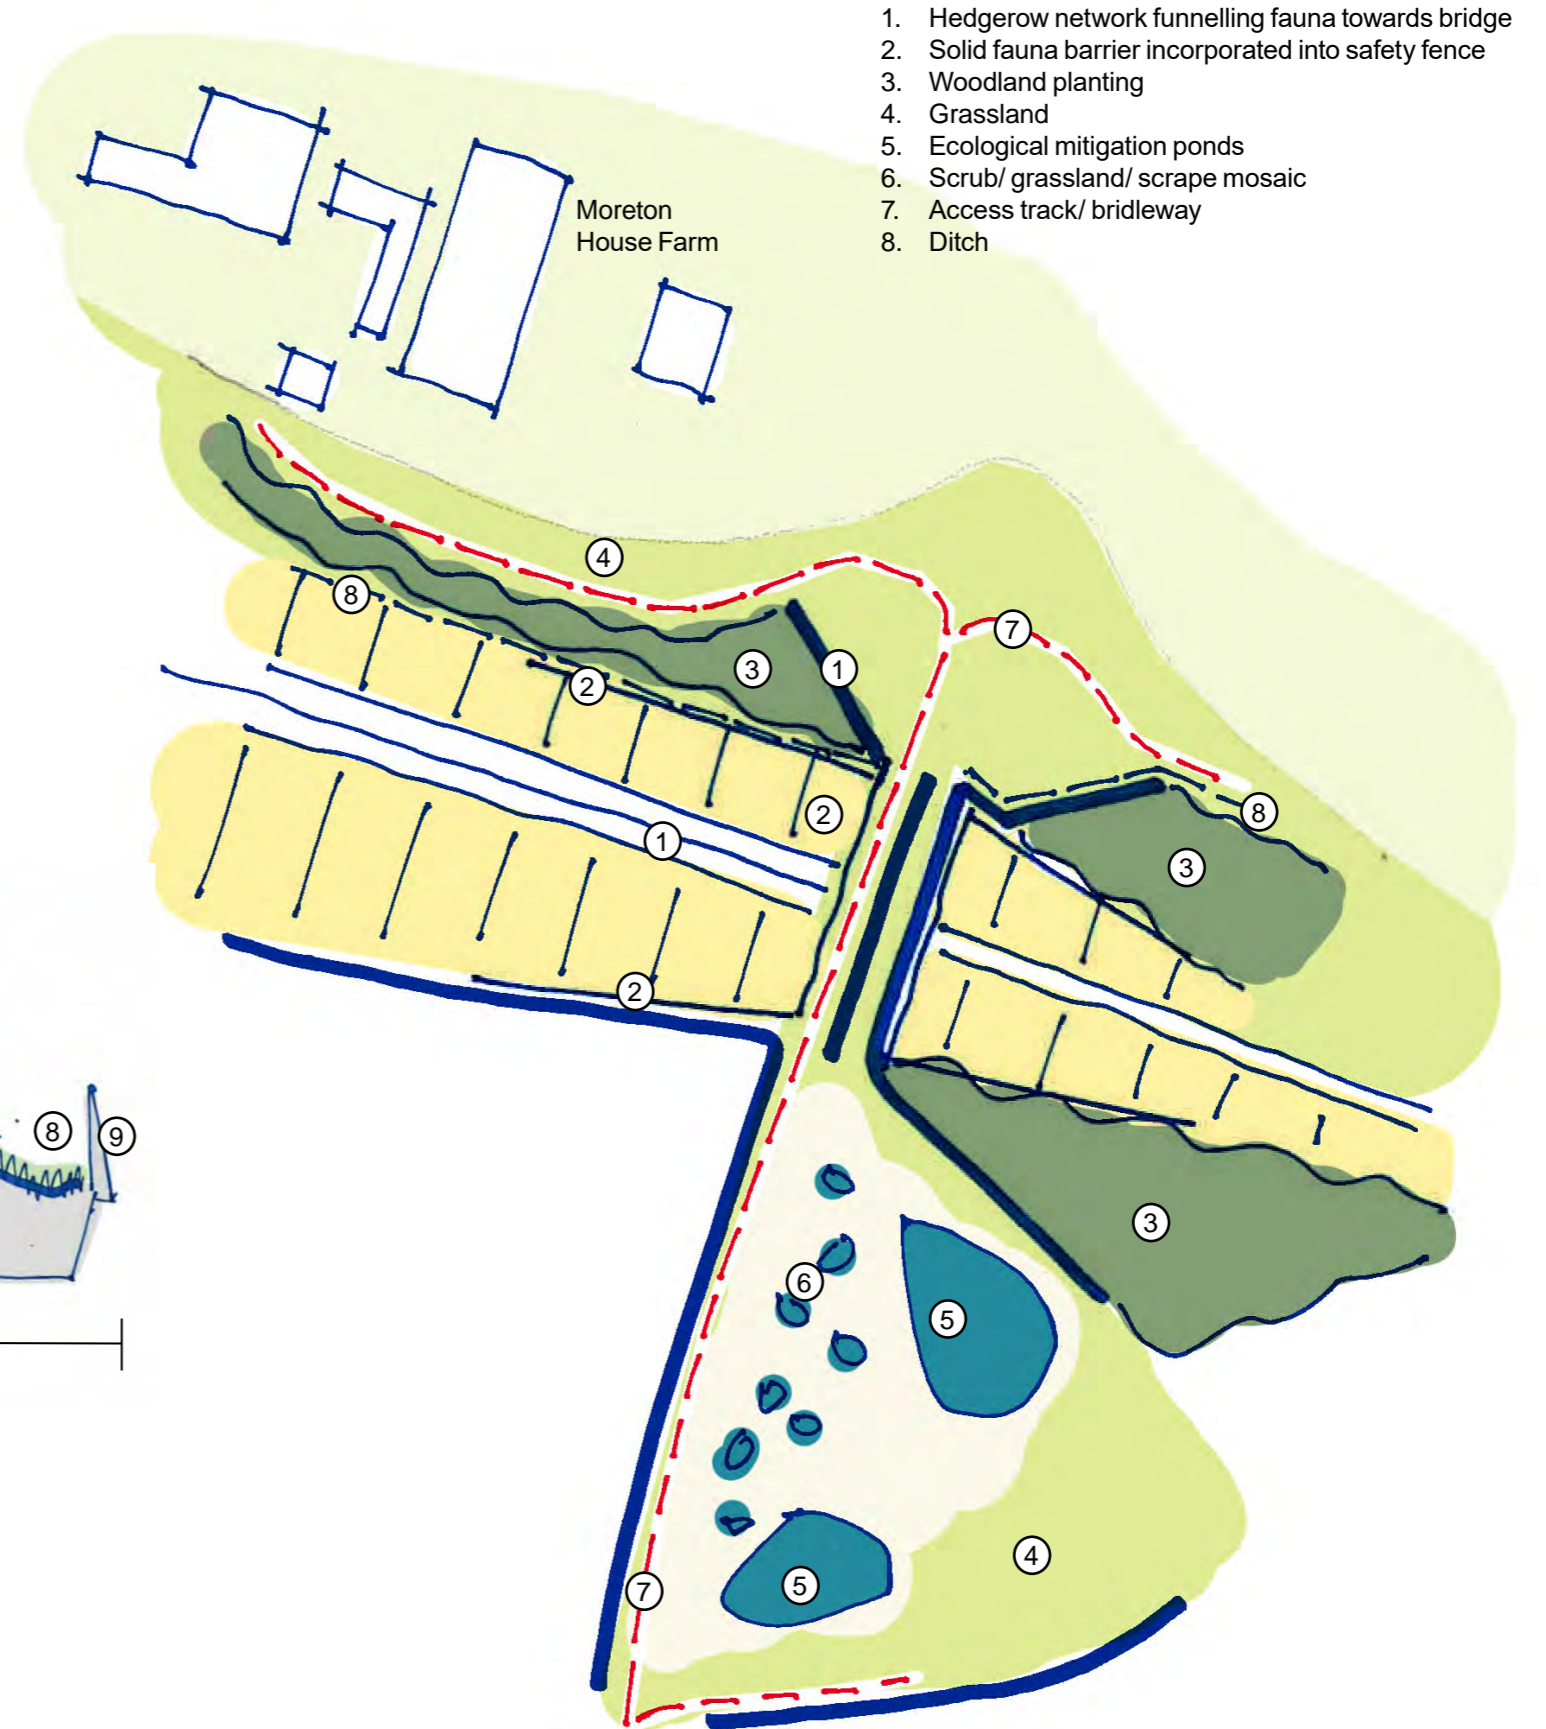 1. Hedgerow network funnelling fauna towards bridge
2. Solid fauna barrier incorporated into safety fence
3. Woodland planting
4. Grassland
5. Ecological mitigation ponds
6. Scrub/ grassland/ scrape mosaic
7. Access track/ bridleway
8. Ditch
Moreton
House Farm
4
8
7
3
1
2
8
2
1
3
2
8
9
3
6
5
4
5
7